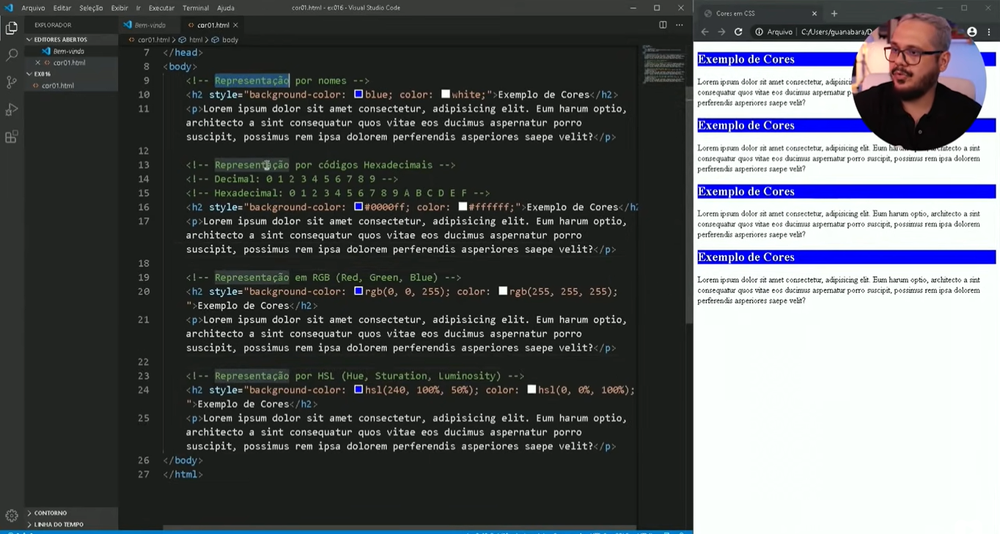 Arquivo Editar Seleção Exibir Ir Executar Terminal Ajuda cor01.html - ex016 - Visual Studio Code
EXPLORADOR
EDITORES ABERTOS
Bem-vindo
cor01.html
EX016
cor01.html
CONTORNO
LINHA DO TEMPO
Bem-vindo cor01.html
cor01.html > html > body
7 </head>
8 <body>
9 <!-- Representação por nomes -->
10 <h2 style="background-color: blue; color: white;">Exemplo de Cores</h2>
11 <p>Lorem ipsum dolor sit amet consectetur, adipisicing elit. Eum harum optio,
architecto a sint consequatur quos vitae eos ducimus aspernatur porro
suscipit, possimus rem ipsa dolorem perferendis asperiores saepe velit?</p>
12
13 <!-- Representação por códigos Hexadecimais -->
14 <!-- Decimal: 0 1 2 3 4 5 6 7 8 9 -->
15 <!-- Hexadecimal: 0 1 2 3 4 5 6 7 8 9 A B C D E F -->
16 <h2 style="background-color: #0000ff; color: #ffffff;">Exemplo de Cores</h2
17 <p>Lorem ipsum dolor sit amet consectetur, adipisicing elit. Eum harum optio,
architecto a sint consequatur quos vitae eos ducimus aspernatur porro
suscipit, possimus rem ipsa dolorem perferendis asperiores saepe velit?</p>
18
19 <!-- Representação em RGB (Red, Green, Blue) -->
20 <h2 style="background-color: rgb(0, 0, 255); color: rgb(255, 255, 255);
">Exemplo de Cores</h2>
21 <p>Lorem ipsum dolor sit amet consectetur, adipisicing elit. Eum harum optio,
architecto a sint consequatur quos vitae eos ducimus aspernatur porro
suscipit, possimus rem ipsa dolorem perferendis asperiores saepe velit?</p>
22
23 <!-- Representação por HSL (Hue, Sturation, Luminosity) -->
24 <h2 style="background-color: hsl(240, 100%, 50%); color: hsl(0, 0%, 100%);
">Exemplo de Cores</h2>
25 <p>Lorem ipsum dolor sit amet consectetur, adipisicing elit. Eum harum optio,
architecto a sint consequatur quos vitae eos ducimus aspernatur porro
suscipit, possimus rem ipsa dolorem perferendis asperiores saepe velit?</p>
26 </body>
27 </html>
Cores em CSS
Arquivo C:/Users/guanabara/D
Exemplo de Cores
Lorem ipsum dolor sit amet consectetur, adipisicing elit.
consequatur quos vitae eos ducimus aspernatur
perferendis asperiores saepe velit?
Exemplo de Cores
Lorem ipsum dolor sit amet consectetur, adipisicing elit. Eum harum optio, architecto a sint
consequatur quos vitae eos ducimus aspernatur porro suscipit, possimus rem ipsa dolorem
perferendis asperiores saepe velit?
Exemplo de Cores
Lorem ipsum dolor sit amet consectetur, adipisicing elit. Eum harum optio, architecto a sint
consequatur quos vitae eos ducimus aspernatur porro suscipit, possimus rem ipsa dolorem
perferendis asperiores saepe velit?
Exemplo de Cores
Lorem ipsum dolor sit amet consectetur, adipisicing elit. Eum harum optio, architecto a sint
consequatur quos vitae eos ducimus aspernatur porro suscipit, possimus rem ipsa dolorem
perferendis asperiores saepe velit?